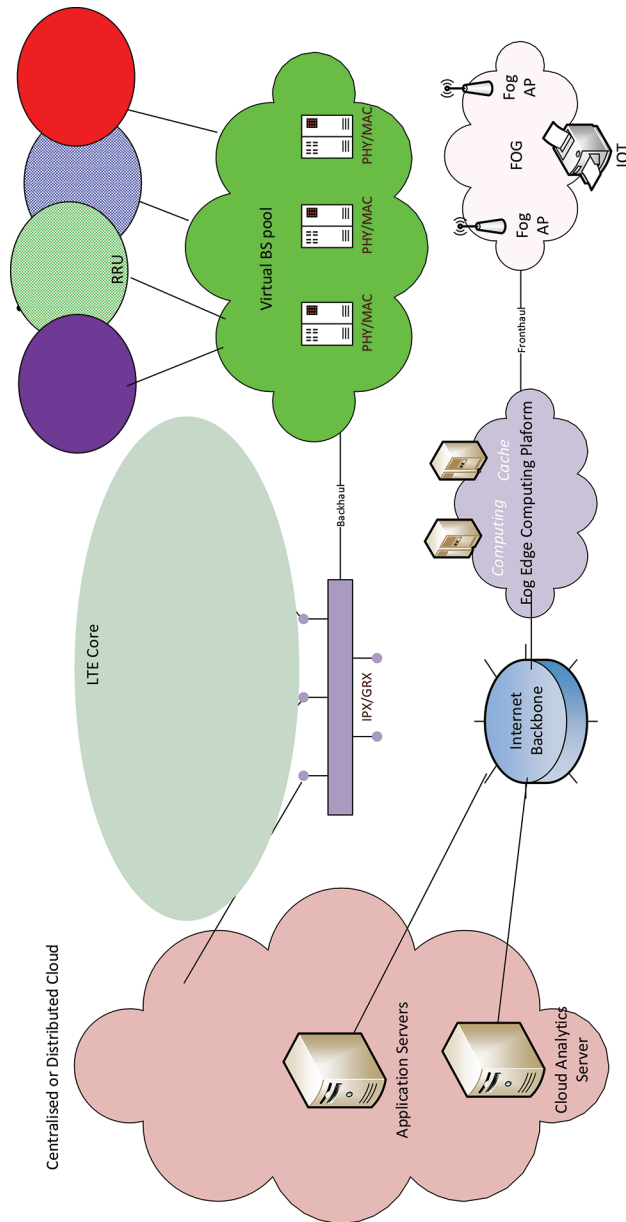 Centralised or Distributed Cloud
LTE Core
RRU
Virtual BS pool
PHY/MAC
PHY/MAC
PHY/MAC
Backhaul
IPX/GRX
Application Servers
Cloud Analytics
Server
Internet
Backbone
Computing
Cache
Eog Edge Computing Plaform
Fronthaul
Fog
AP
FOG
Fog
AP
IOT